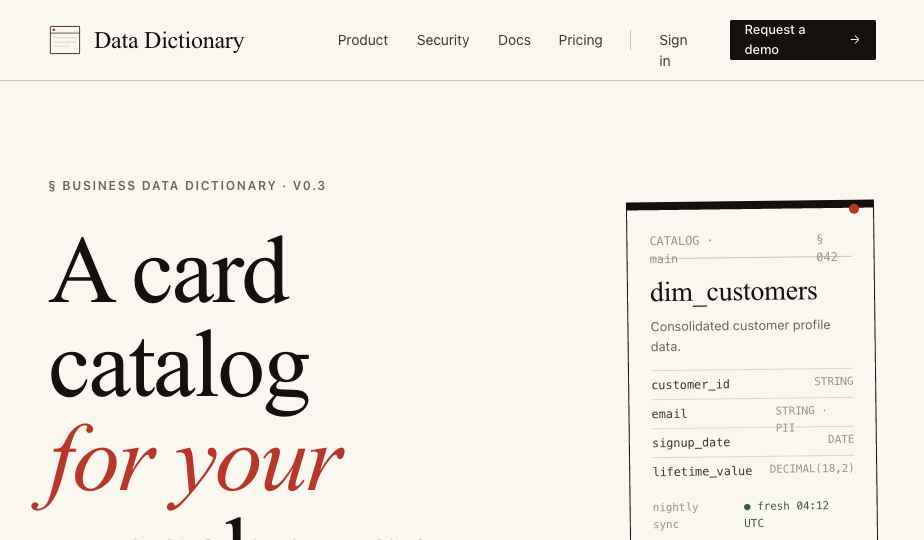 Data Dictionary
Product
Security
Docs
Pricing
Sign
in
Request a
demo
→
§ BUSINESS DATA DICTIONARY · V0.3
A card
catalog
for your
CATALOG ·
main
§
042
dim_customers
Consolidated customer profile
data.
customer_id STRING
email STRING ·
PII
signup_date DATE
lifetime_value DECIMAL(18,2)
nightly
sync
● fresh 04:12
UTC